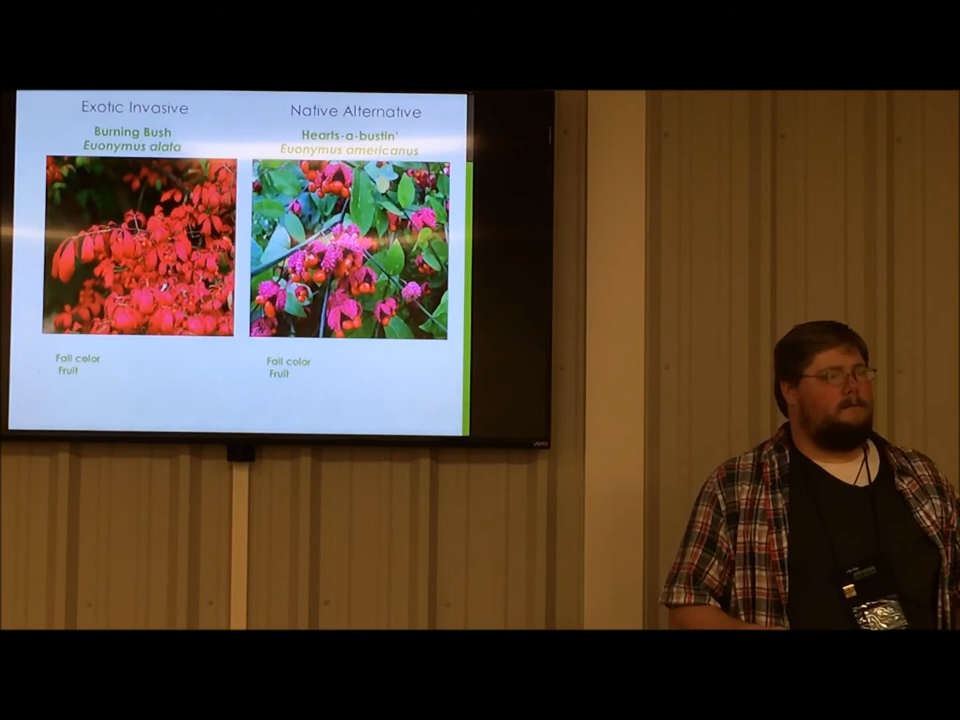 Exotic Invasive
Burning Bush
Euonymus alata
Fall color
Fruit
Native Alternative
Hearts-a-bustin'
Euonymus americanus
Fall color
Fruit